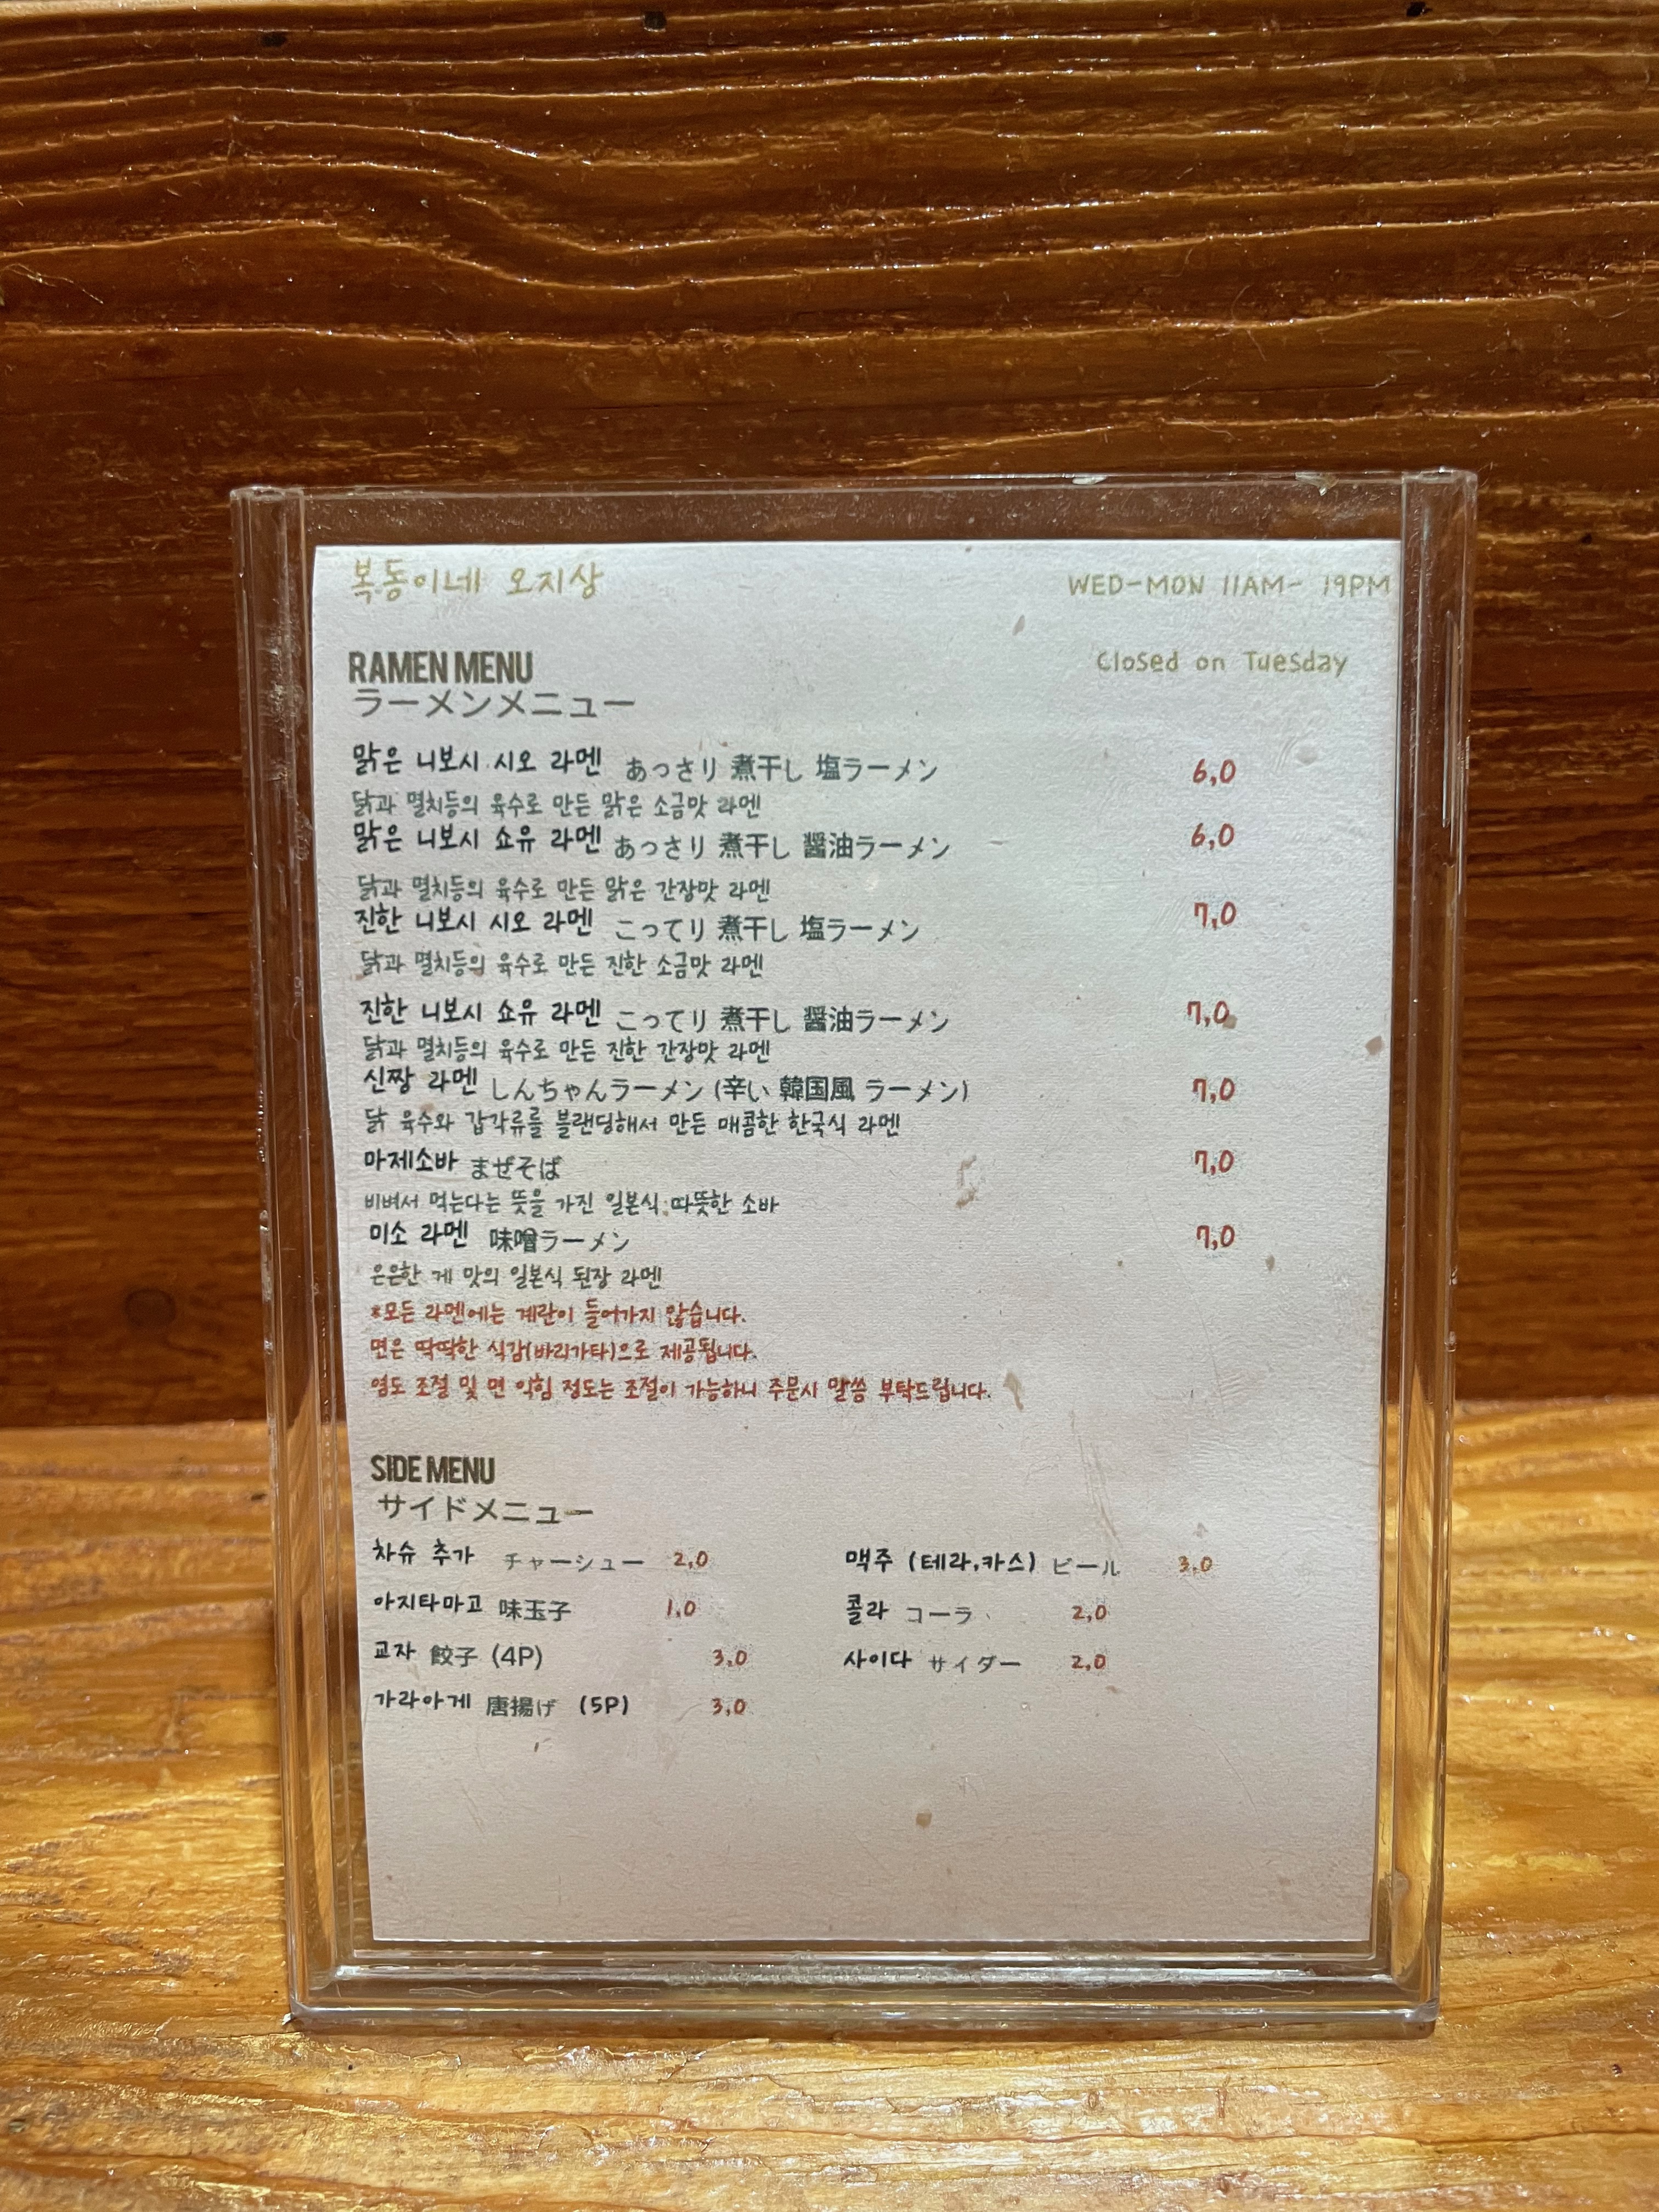 복동이네 오지상 WED-MON 11AM- 19PM
RAMEN MENU Closed on Tuesday
ラーメンメニュー
맑은 니보시 시오 라멘 あっさり 煮干し 塩ラーメン 6,0
닭과 멸치등의 육수로 만든 맑은 소금맛 라멘
맑은 니보시 쇼유 라멘 あっさり 煮干し 醤油ラーメン 6,0
닭과 멸치등의 육수로 만든 맑은 간장맛 라멘
진한 니보시 시오 라멘 こってり 煮干し 塩ラーメン 7,0
닭과 멸치등의 육수로 만든 진한 소금맛 라멘
진한 니보시 쇼유 라멘 こってり 煮干し 醤油ラーメン 7,0
닭과 멸치등의 육수로 만든 진한 간장맛 라멘
신짱 라멘 しんちゃんラーメン (辛い 韓国風 ラーメン) 7,0
닭 육수와 갑각류를 블랜딩해서 만든 매콤한 한국식 라멘
마제소바 まぜそば 7,0
비벼서 먹는다는 뜻을 가진 일본식 따뜻한 소바
미소 라멘 味噌ラーメン 7,0
은은한 게 맛의 일본식 된장 라멘
*모든 라멘에는 계란이 들어가지 않습니다.
면은 딱딱한 식감(바리가타)으로 제공됩니다.
염도 조절 및 면 익힘 정도는 조절이 가능하니 주문시 말씀 부탁드립니다.
SIDE MENU
サイドメニュー
차슈 추가 チャーシュー 2,0 맥주 (테라,카스) ビール 3,0
아지타마고 味玉子 1,0 콜라 コーラ 2,0
교자 餃子 (4P) 3,0 사이다 サイダー 2,0
가라아게 唐揚げ (5P) 3,0